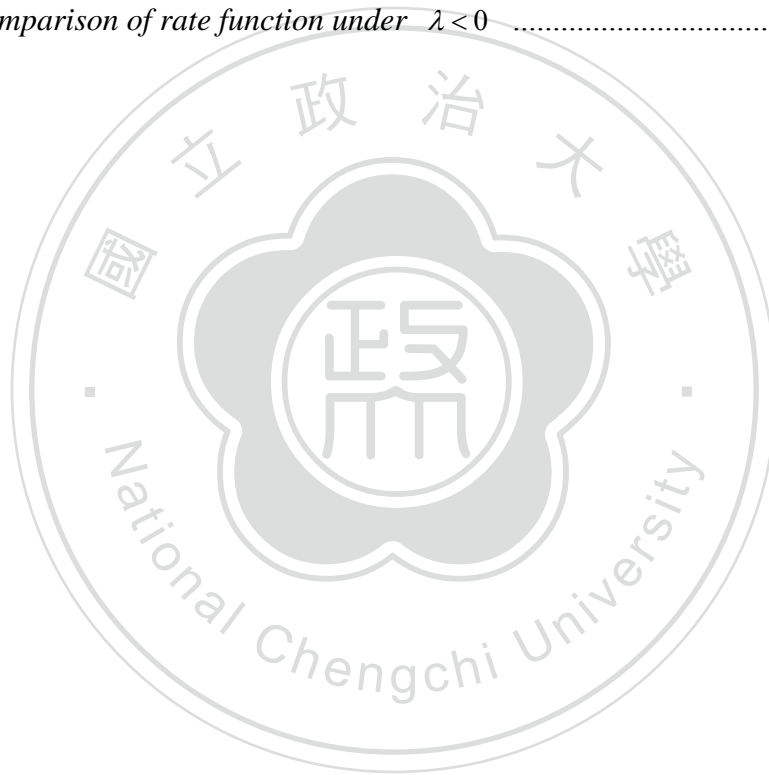 mparison of rate function under λ < 0 ................................
國立政治大學
政
· National Chengchi University ·